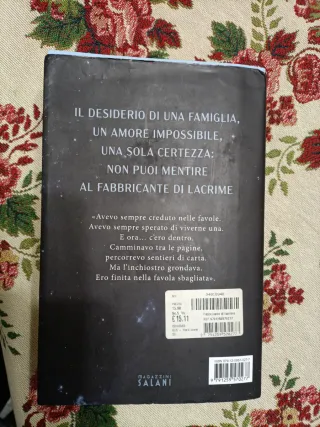 IL DESIDERIO DI UNA FAMIGLIA,
UN AMORE IMPOSSIBILE,
UNA SOLA CERTEZZA:
NON PUOI MENTIRE
AL FABBRICANTE DI LACRIME
«Avevo sempre creduto nelle favole.
Avevo sempre sperato di viverne una.
E ora... c'ero dentro.
Camminavo tra le pagine,
percorrevo sentieri di carta.
Ma l'inchiostro grondava.
Ero finita nella favola sbagliata».
€ 15,11
MAGAZZINI
SALANI